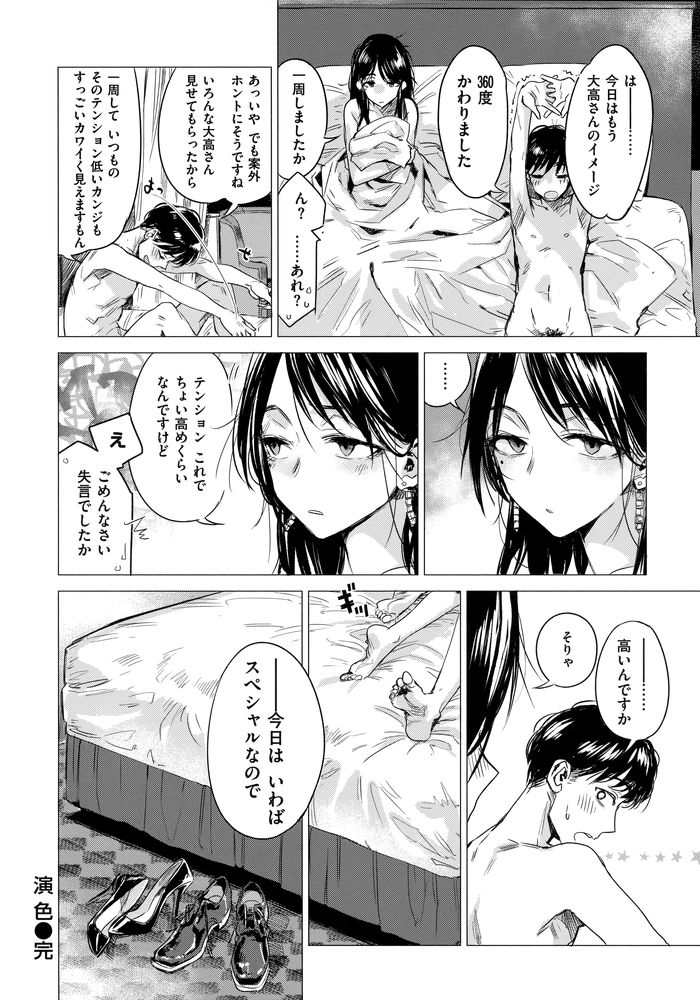 は―――
………
今日はもう
大高さんのイメージ
360度
かわりました
一周しましたか
ん？
……あれ？
あっいや でも案外
ホントにそうですね
いろんな大高さん
見せてもらったから
一周して いつもの
そのテンション低いカンジも
すっごいカワイく見えますもん
よっ
……
テンション これで
ちょい高めくらい
なんですけど
え
ごめんなさい
失言でしたか
―――………
高いんですか
そりゃ
ギッ
―――今日は いわば
スペシャルなので
演色●完